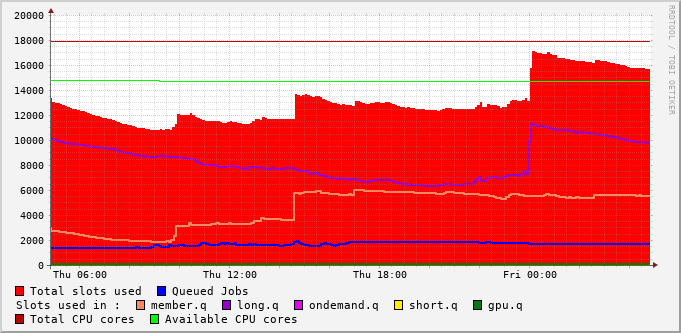 20000
18000
16000
14000
12000
10000
8000
6000
4000
2000
0
Thu 06:00 Thu 12:00 Thu 18:00 Fri 00:00
RRDTOOL / TOBI OETIKER
Total slots used Queued Jobs
Slots used in : member.q long.q ondemand.q short.q gpu.q
Total CPU cores Available CPU cores